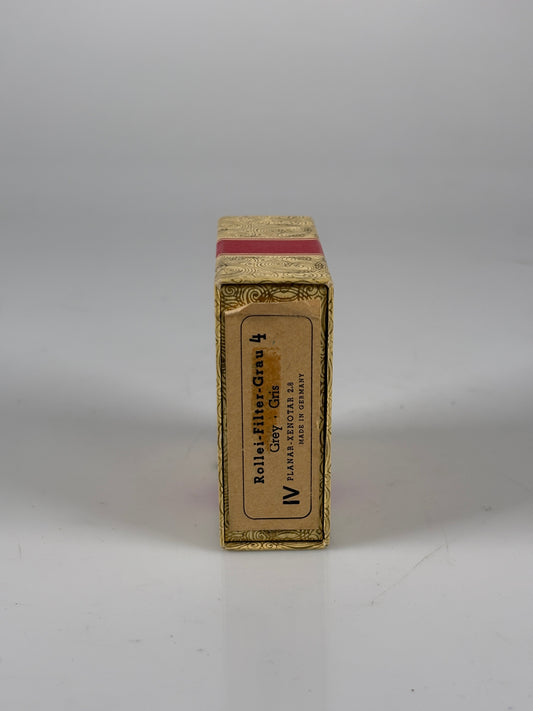 Rollei-Filter-Grau 4
Grey . Gris
IV PLANAR-XENOTAR 2.8
MADE IN GERMANY